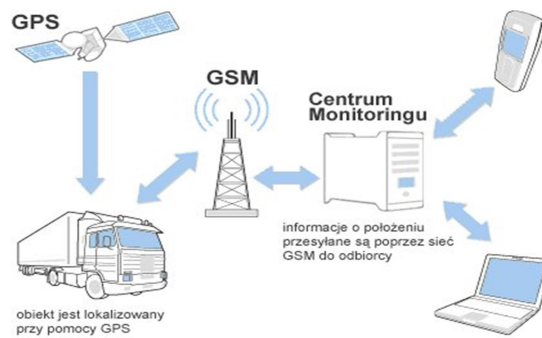 GPS
GSM
Centrum
Monitoringu
informacje o położeniu
przesyłane są poprzez sieć
GSM do odbiorcy
obiekt jest lokalizowany
przy pomocy GPS